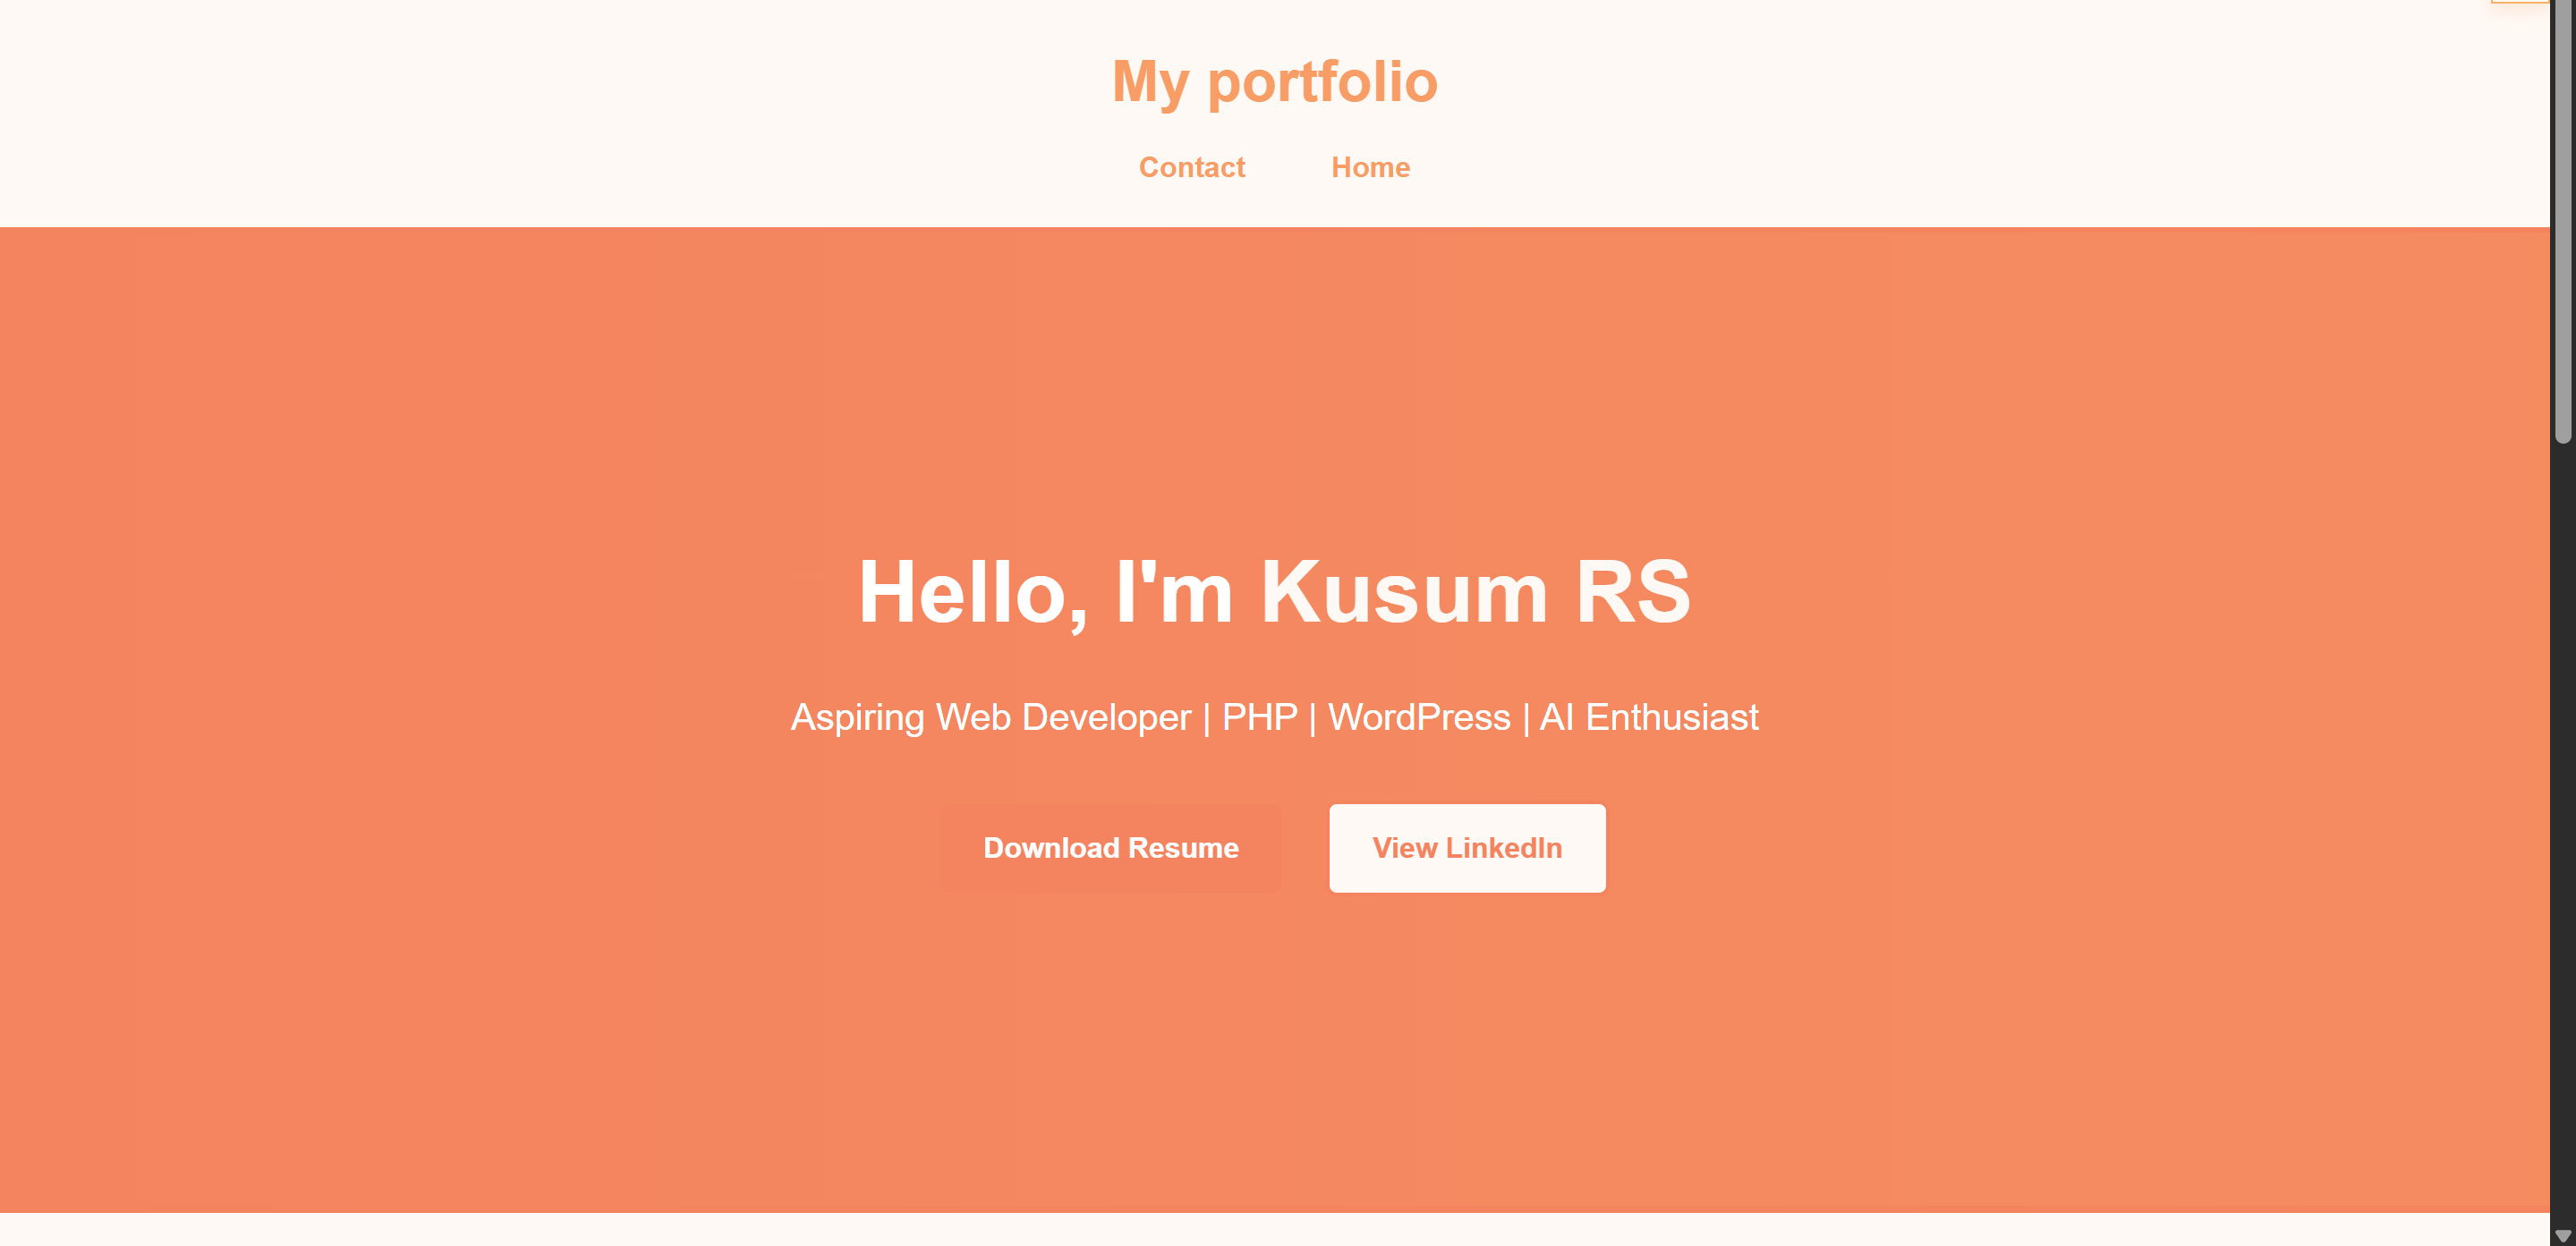 My portfolio
Contact Home
Hello, I'm Kusum RS
Aspiring Web Developer | PHP | WordPress | AI Enthusiast
Download Resume View LinkedIn